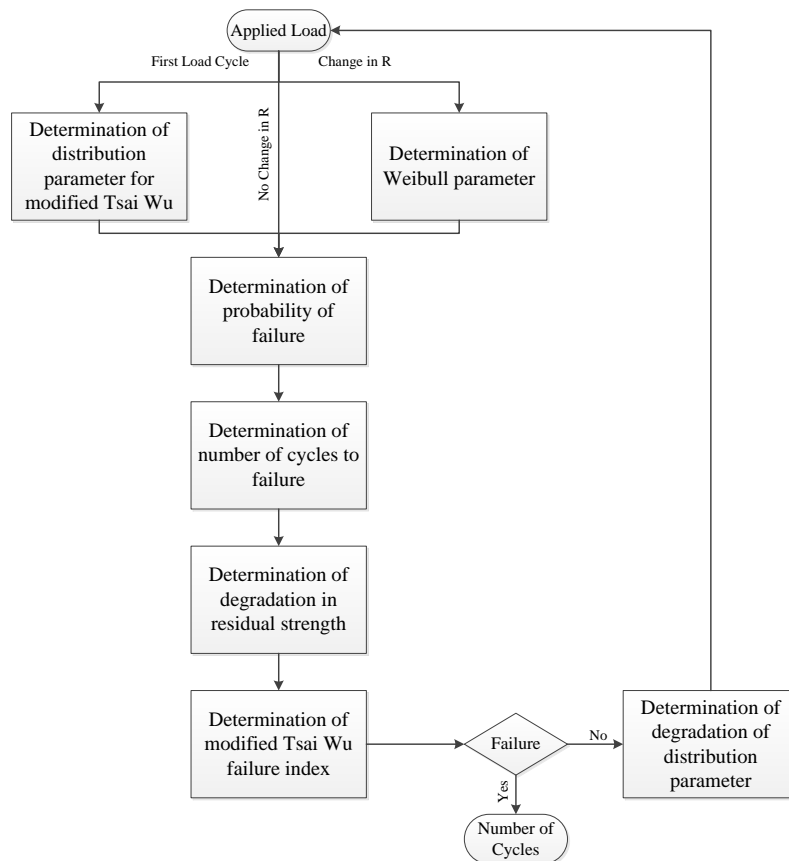 Applied Load
First Load Cycle
Change in R
No Change in R
Determination of
distribution
parameter for
modified Tsai Wu
Determination of
Weibull parameter
Determination of
probability of
failure
Determination of
number of cycles to
failure
Determination of
degradation in
residual strength
Determination of
modified Tsai Wu
failure index
Failure
No
Yes
Determination of
degradation of
distribution
parameter
Number of
Cycles